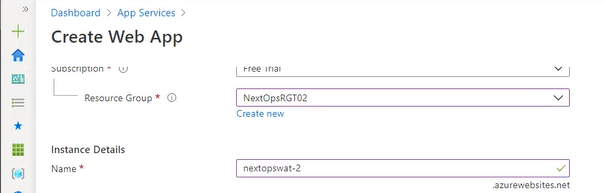 Dashboard > App Services >
Create Web App
Subscription * Free Trial
Resource Group * NextOpsRGT02
Create new
Instance Details
Name * nextopswat-2
.azurewebsites.net